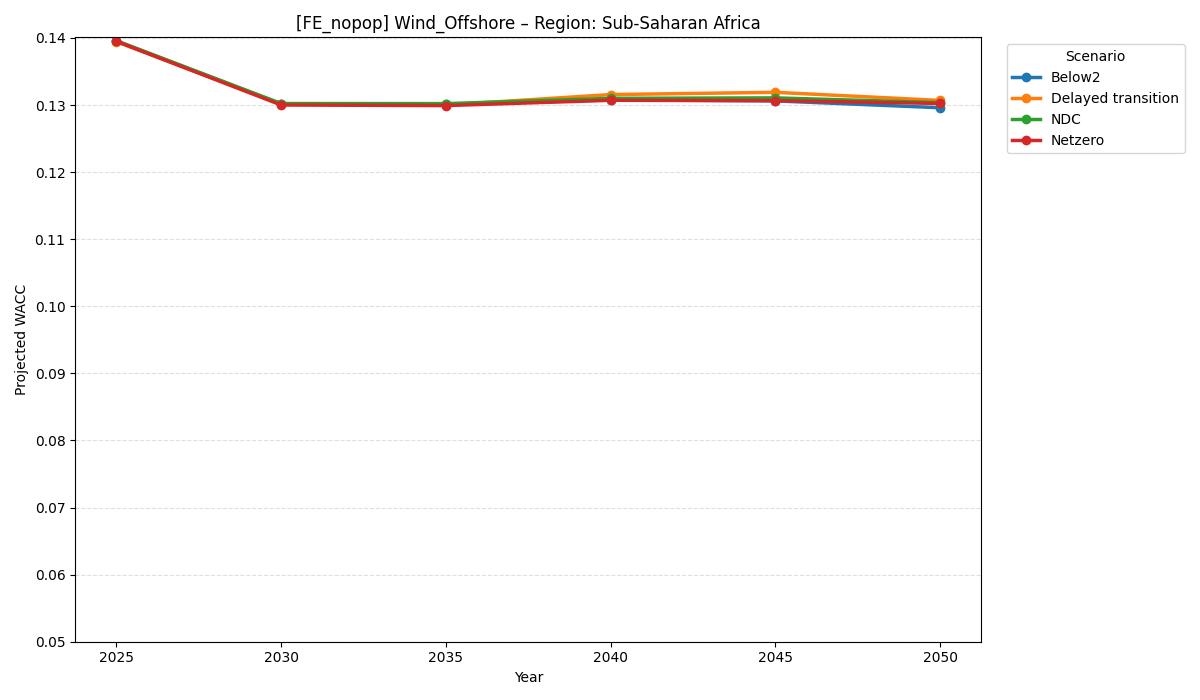 [FE_nopop] Wind_Offshore – Region: Sub-Saharan Africa
Projected WACC
0.14
0.13
0.12
0.11
0.10
0.09
0.08
0.07
0.06
0.05
2025 2030 2035 2040 2045 2050
Year
Scenario
Below2
Delayed transition
NDC
Netzero